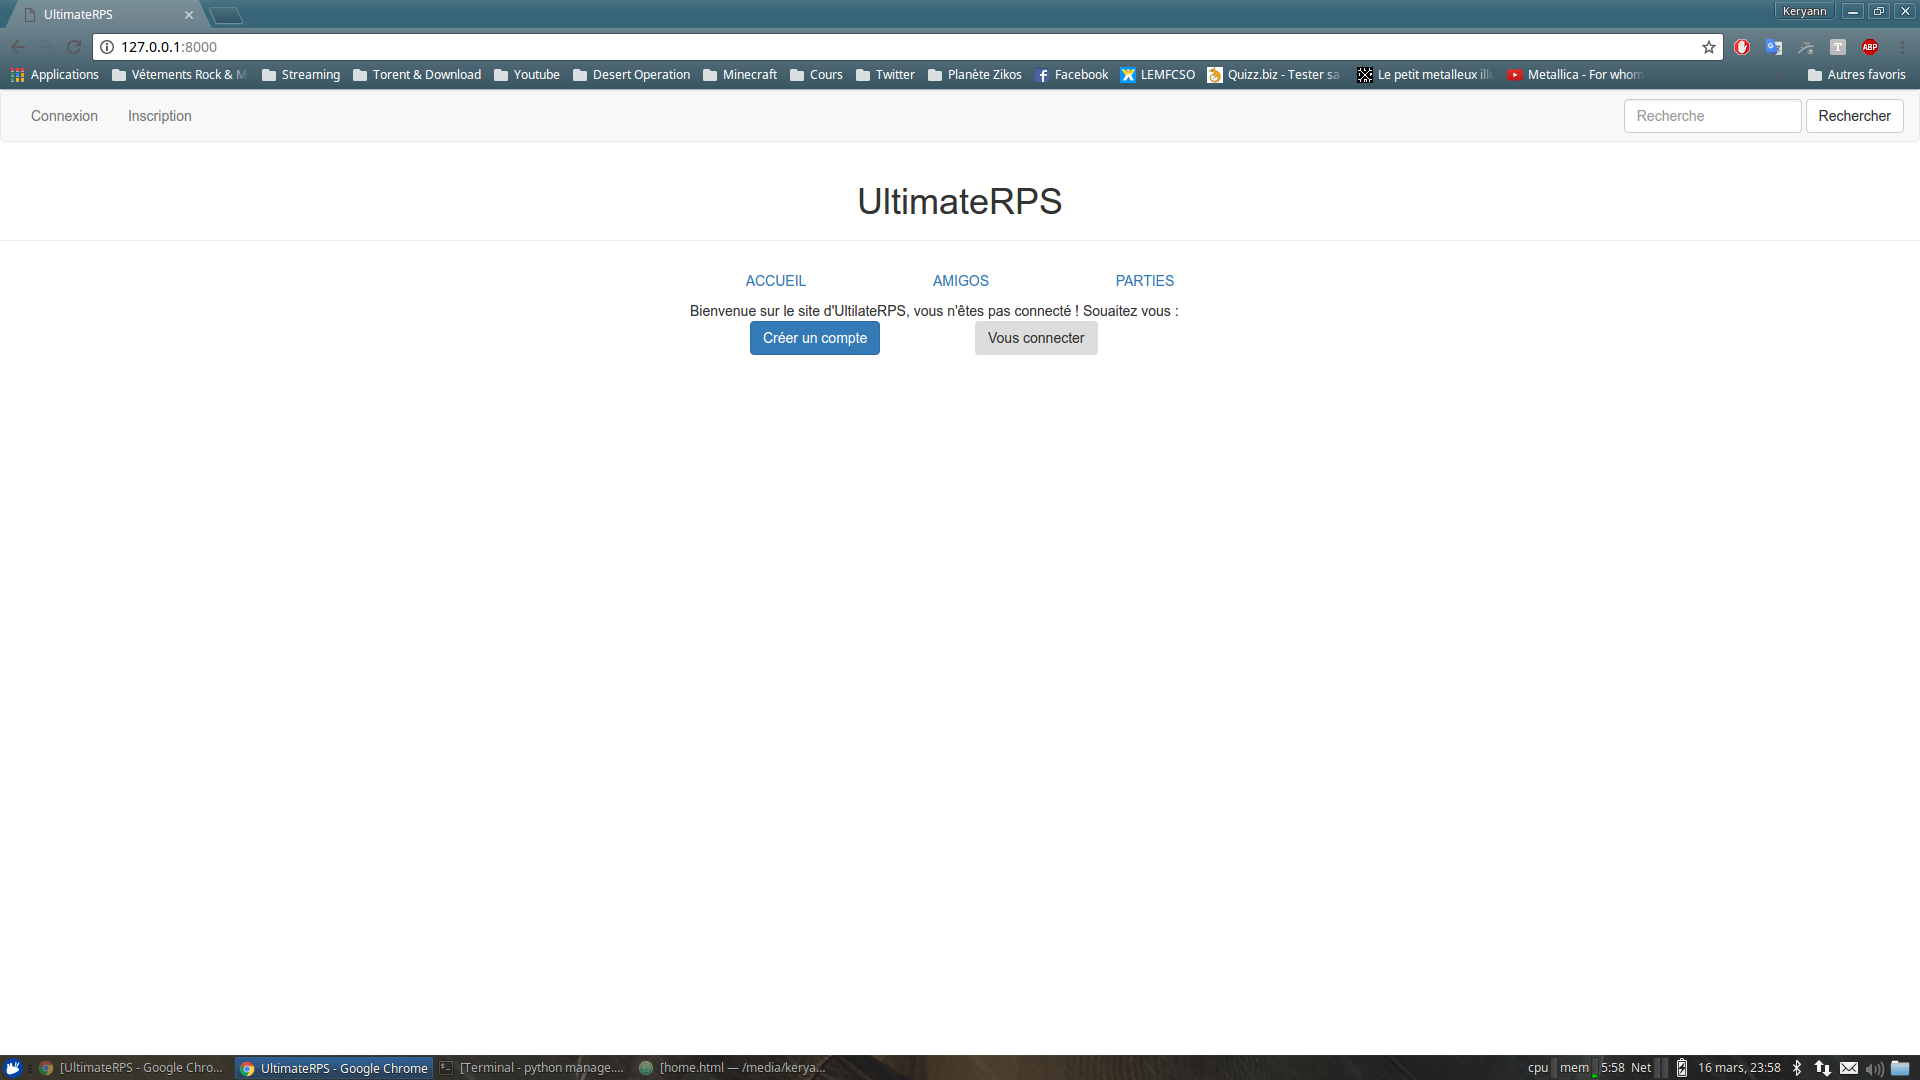 UltimateRPS
Keryann
127.0.0.1:8000
Applications Vétements Rock & M Streaming Torent & Download Youtube Desert Operation Minecraft Cours Twitter Planète Zikos Facebook LEMFCSO Quizz.biz - Tester sa Le petit metalleux illu Metallica - For whom Autres favoris
Connexion Inscription Recherche Rechercher
UltimateRPS
ACCUEIL AMIGOS PARTIES
Bienvenue sur le site d'UltilateRPS, vous n'êtes pas connecté ! Souaitez vous :
Créer un compte Vous connecter
[UltimateRPS - Google Chro... UltimateRPS - Google Chrome [Terminal - python manage.... [home.html — /media/kerya... cpu mem 5:58 Net 16 mars, 23:58